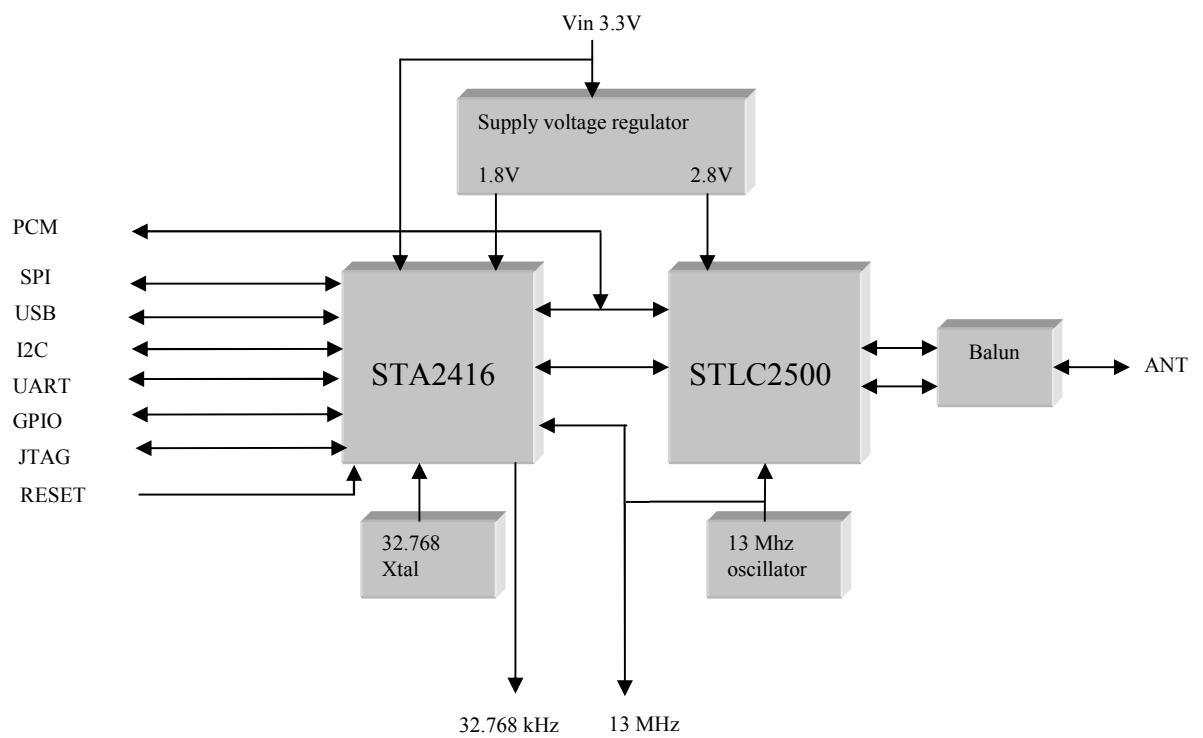 Vin 3.3V
Supply voltage regulator
1.8V
2.8V
PCM
SPI
USB
I2C
UART
GPIO
JTAG
RESET
STA2416
STLC2500
Balun
ANT
32.768
Xtal
13 Mhz
oscillator
32.768 kHz
13 MHz